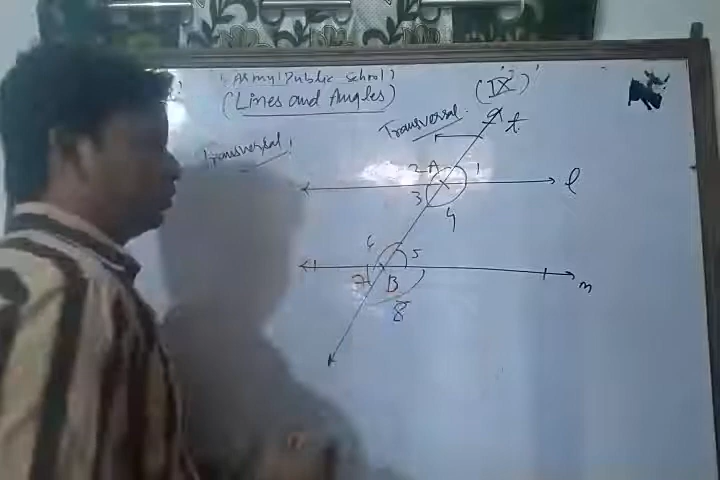 Army Public School
(Lines and Angles)
(IX)
Transversal.
Transversal.
t
2 A 1
3
4
l
6 5
7 B
8
m